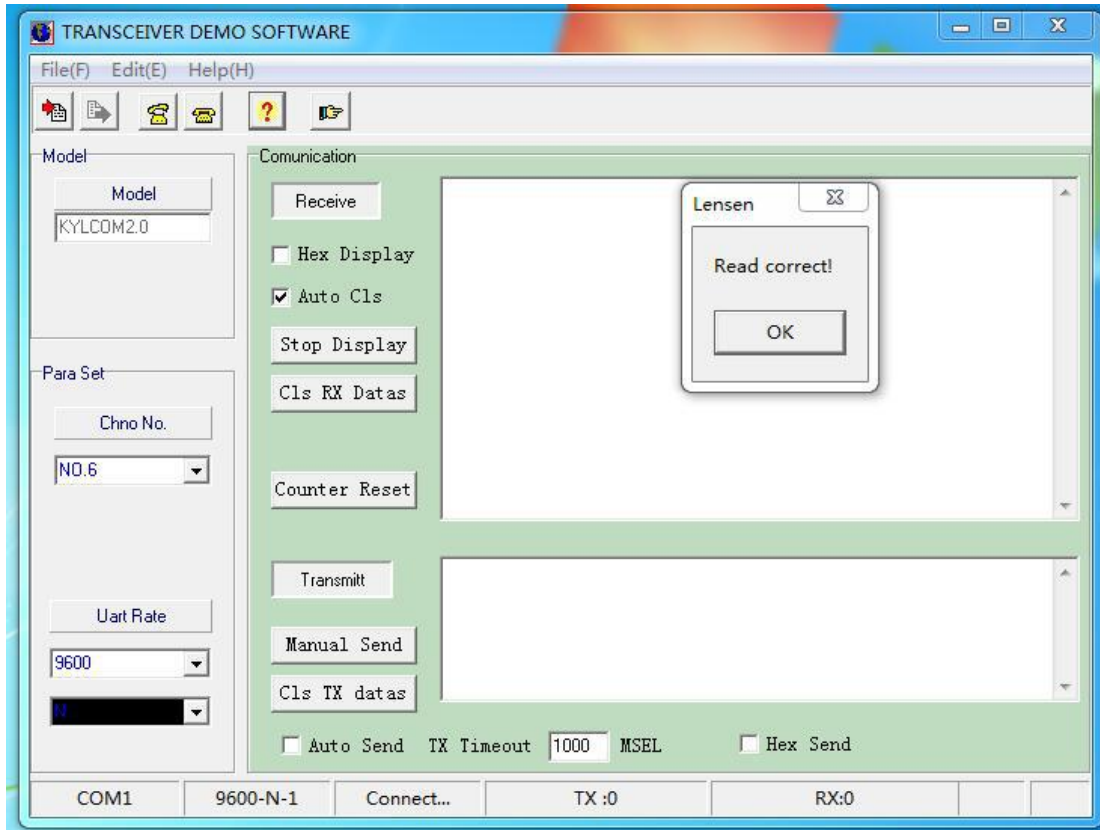 TRANSCEIVER DEMO SOFTWARE
File(F) Edit(E) Help(H)
?
Model
Model
KYLCOM2.0
Para Set
Chno No.
NO.6
Uart Rate
9600
N
Comunication
Receive
Hex Display
Auto Cls
Stop Display
Cls RX Datas
Counter Reset
Lensen
Read correct!
OK
Transmitt
Manual Send
Cls TX datas
Auto Send TX Timeout 1000 MSEL Hex Send
COM1 9600-N-1 Connect... TX :0 RX:0